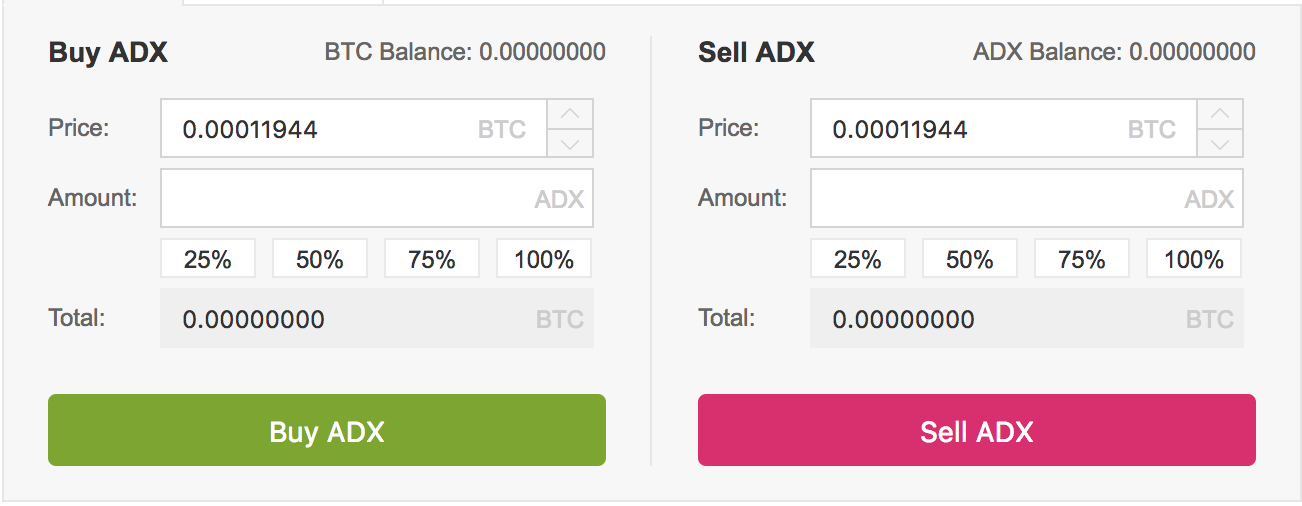 Buy ADX BTC Balance: 0.00000000
Price: 0.00011944 BTC
Amount: ADX
25% 50% 75% 100%
Total: 0.00000000 BTC
Buy ADX
Sell ADX ADX Balance: 0.00000000
Price: 0.00011944 BTC
Amount: ADX
25% 50% 75% 100%
Total: 0.00000000 BTC
Sell ADX